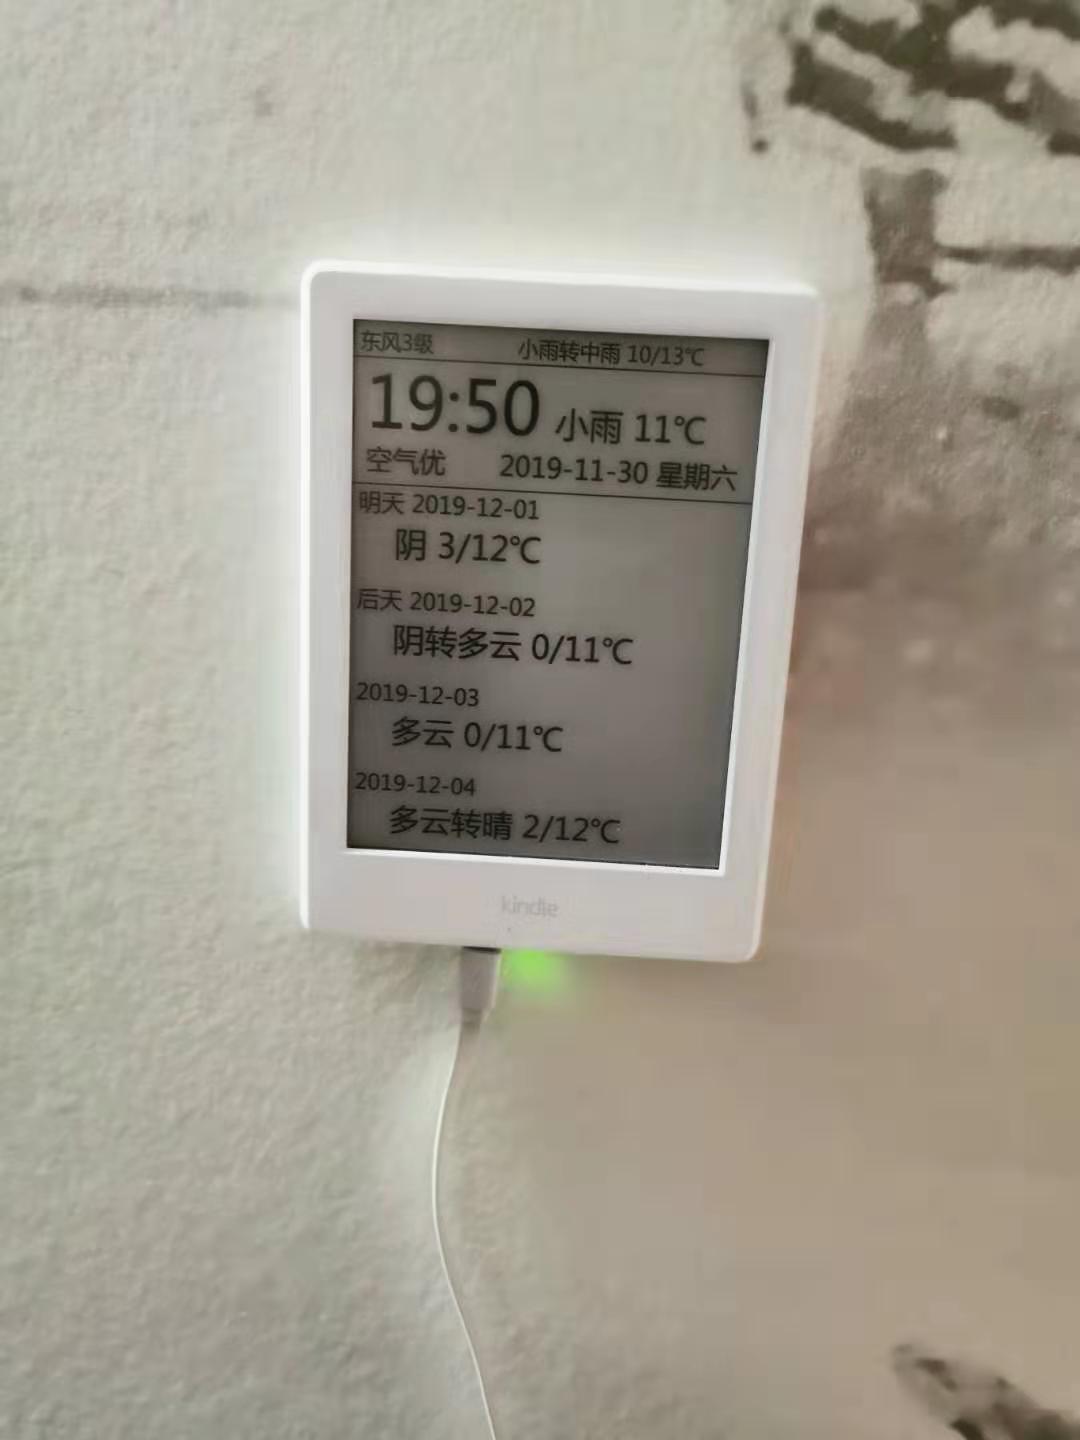 东风3级 小雨转中雨 10/13℃
19:50 小雨 11℃
空气优 2019-11-30 星期六
明天 2019-12-01
阴 3/12℃
后天 2019-12-02
阴转多云 0/11℃
2019-12-03
多云 0/11℃
2019-12-04
多云转晴 2/12℃
kindle